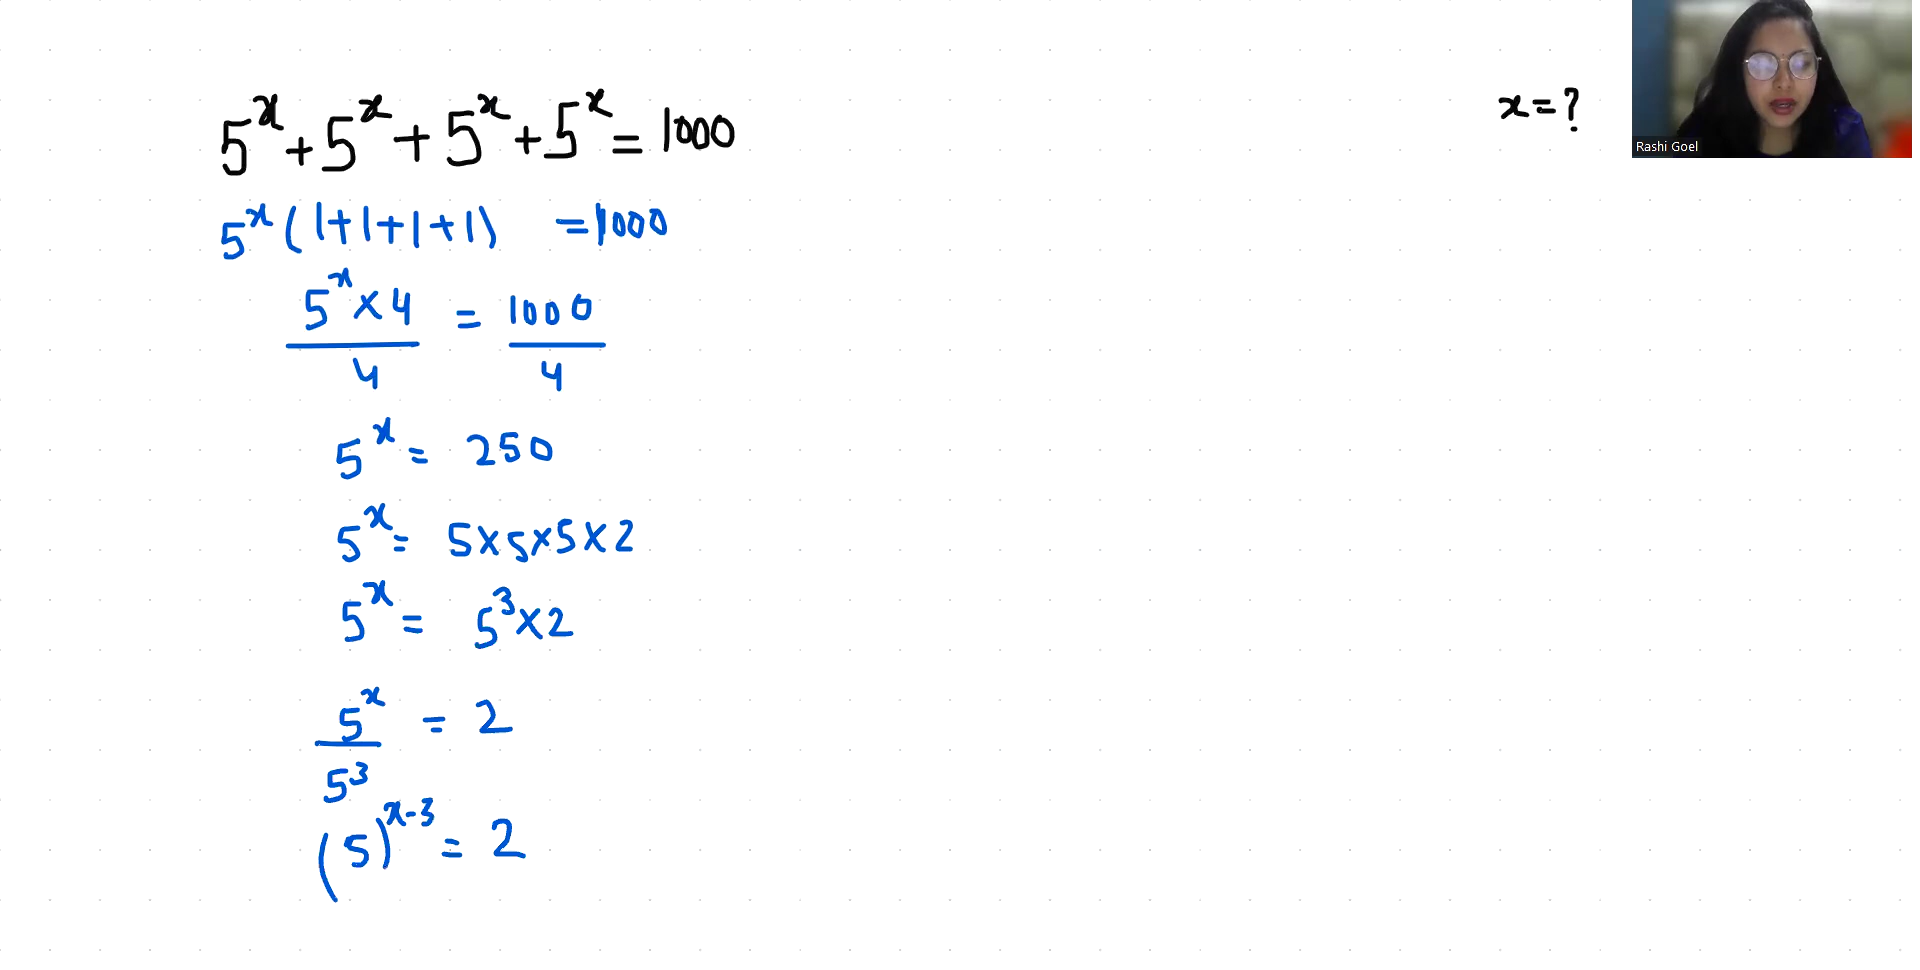 5^x + 5^x + 5^x + 5^x = 1000
x = ?
Rashi Goel
5^x (1+1+1+1) = 1000
5^x × 4 / 4 = 1000 / 4
5^x = 250
5^x = 5×5×5×2
5^x = 5^3 × 2
5^x / 5^3 = 2
(5)^x-3 = 2